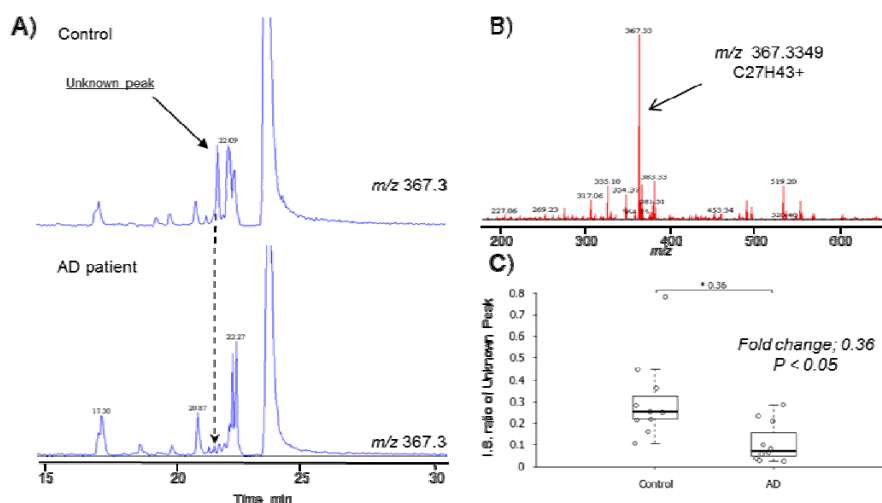 A)
Control
Unknown peak
22.09
m/z 367.3
AD patient
22.27
17.30
20.87
m/z 367.3
15
20
25
30
Time, min
B)
367.33
m/z 367.3349
C27H43+
335.10
383.33
317.06
381.31
519.20
227.06
269.23
453.34
200
300
400
500
600
m/z
C)
* 0.36
0.8
0.7
0.6
0.5
0.4
0.3
0.2
0.1
0
I.S. ratio of Unknown Peak
Fold change; 0.36
P < 0.05
Control
AD